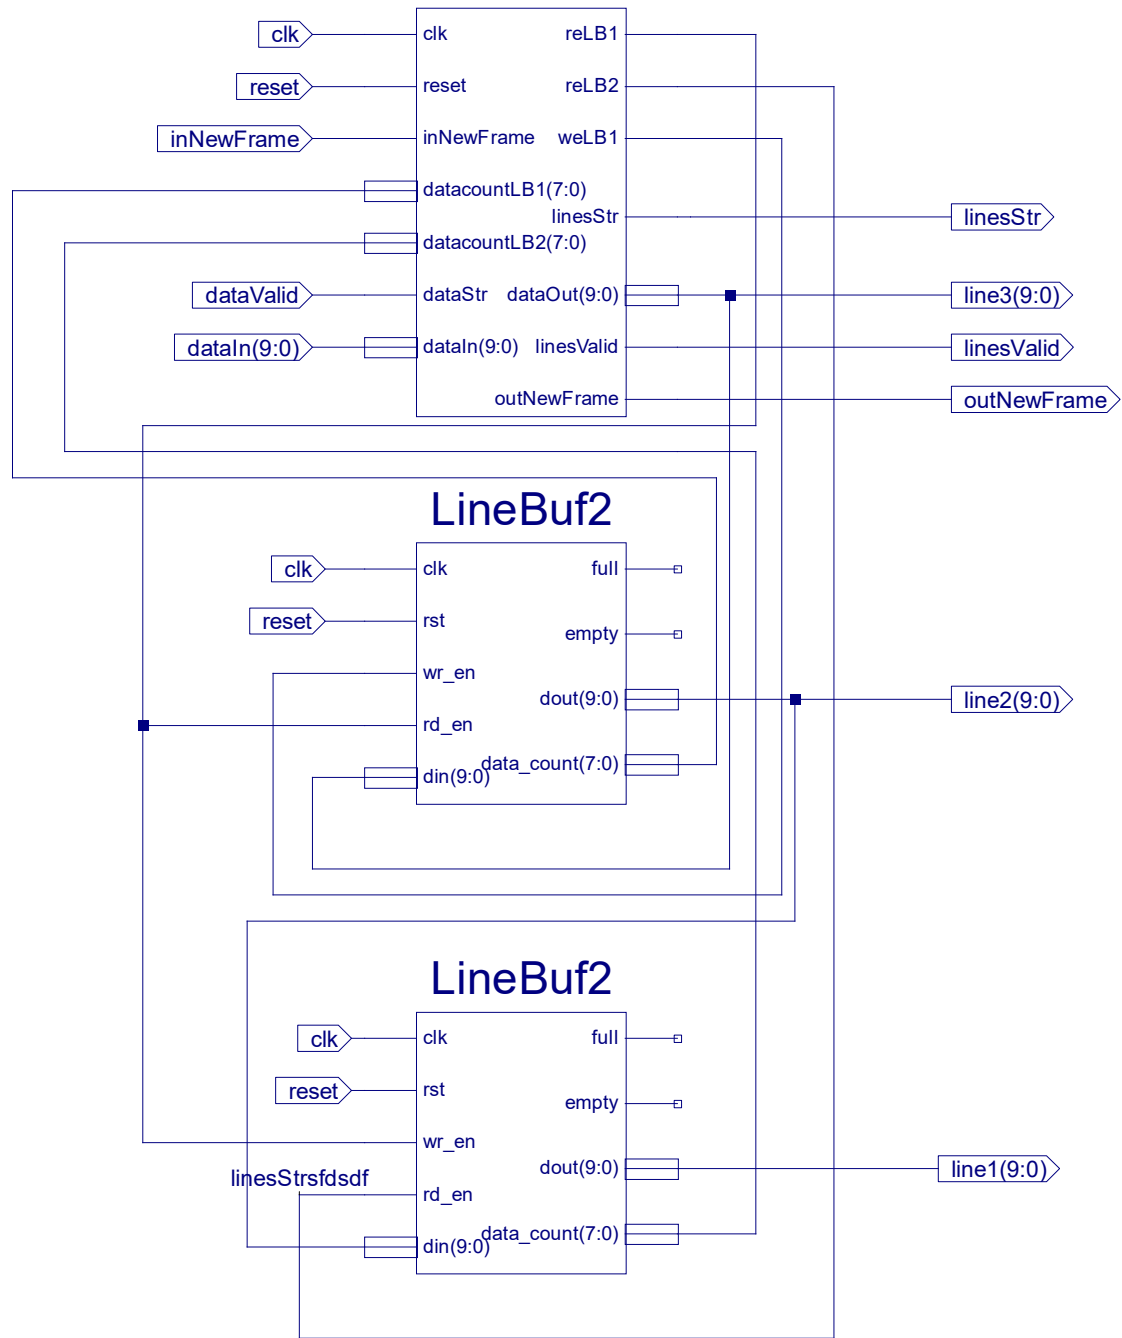 clk clk reLB1
reset reset reLB2
inNewFrame inNewFrame weLB1
datacountLB1(7:0)
linesStr linesStr
datacountLB2(7:0)
dataValid dataStr dataOut(9:0) line3(9:0)
dataIn(9:0) dataIn(9:0) linesValid linesValid
outNewFrame outNewFrame
LineBuf2
clk clk full
reset rst
empty
wr_en
dout(9:0) line2(9:0)
rd_en
data_count(7:0)
din(9:0)
LineBuf2
clk clk full
reset rst
empty
wr_en
dout(9:0) line1(9:0)
linesStrsfdsdf
rd_en
data_count(7:0)
din(9:0)